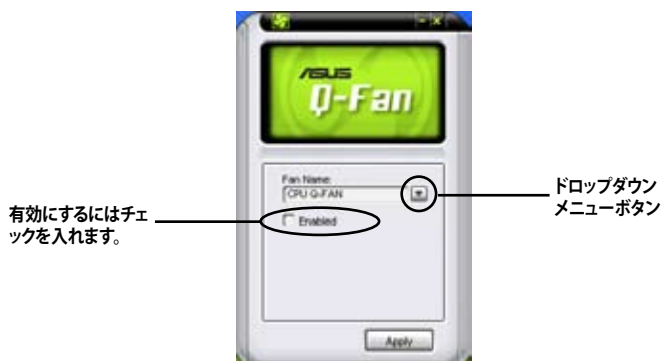 ASUS
Q-Fan
Fan Name:
CPU Q-FAN
Enabled
Apply
ドロップダウン
メニューボタン
有効にするにはチェ
ックを入れます。